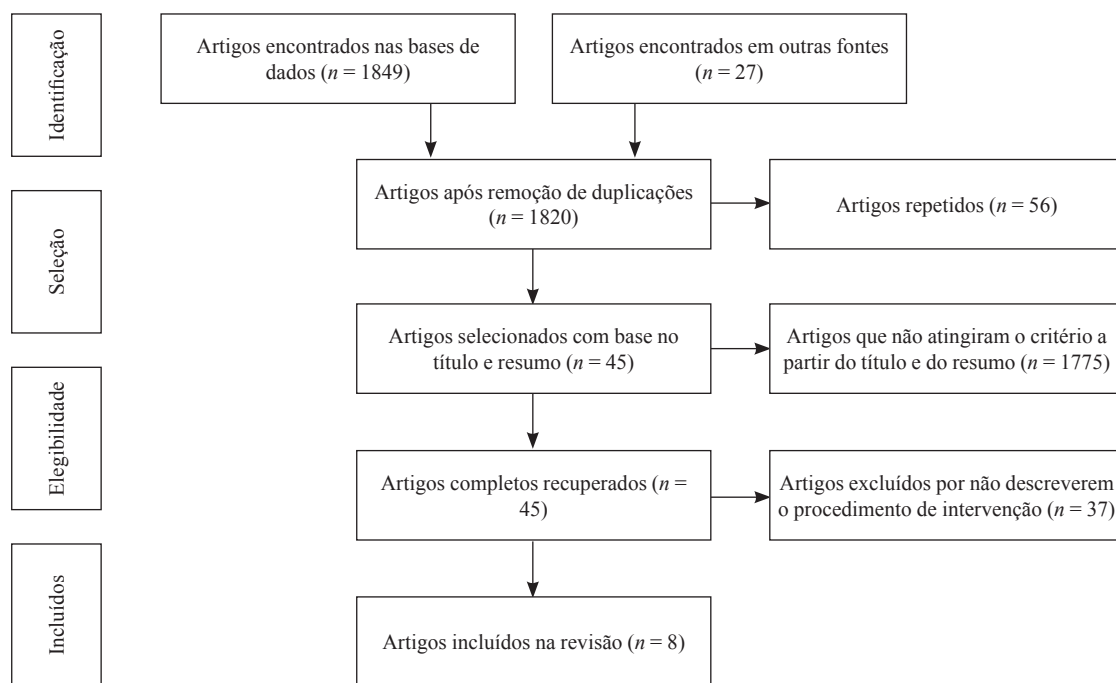 Identificação
Artigos encontrados nas bases de
dados (n = 1849)
Artigos encontrados em outras fontes
(n = 27)
Seleção
Artigos após remoção de duplicações
(n = 1820)
Artigos repetidos (n = 56)
Artigos selecionados com base no
título e resumo (n = 45)
Artigos que não atingiram o critério a
partir do título e do resumo (n = 1775)
Elegibilidade
Artigos completos recuperados (n =
45)
Artigos excluídos por não descreverem
o procedimento de intervenção (n = 37)
Incluídos
Artigos incluídos na revisão (n = 8)